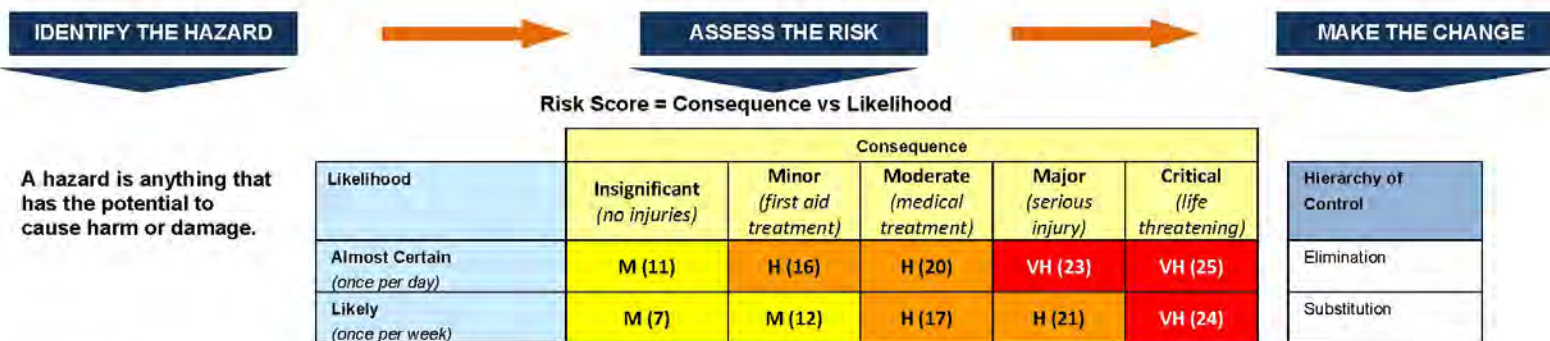 IDENTIFY THE HAZARD
ASSESS THE RISK
MAKE THE CHANGE
Risk Score = Consequence vs Likelihood
A hazard is anything that
has the potential to
cause harm or damage.
Consequence
Likelihood
Insignificant
(no injuries)
Minor
(first aid
treatment)
Moderate
(medical
treatment)
Major
(serious
injury)
Critical
(life
threatening)
Hierarchy of
Control
Almost Certain
(once per day)
M (11)
H (16)
H (20)
VH (23)
VH (25)
Elimination
Likely
(once per week)
M (7)
M (12)
H (17)
H (21)
VH (24)
Substitution